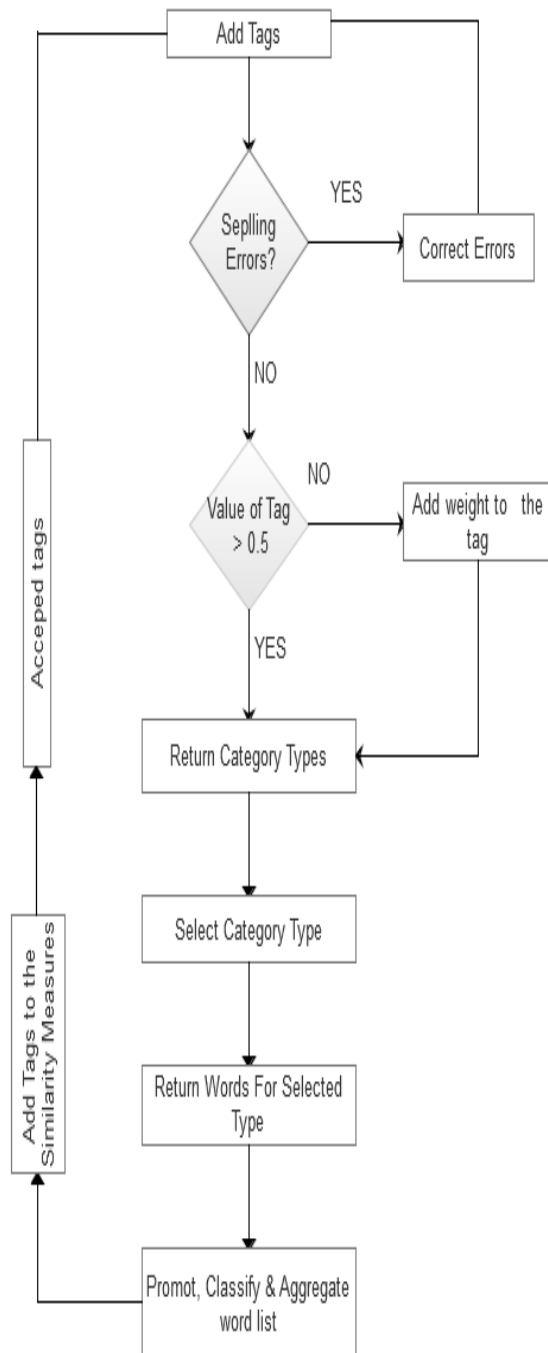 Add Tags
YES
Seplling
Errors?
Correct Errors
NO
NO
Value of Tag
> 0.5
Add weight to the
tag
YES
Acceped tags
Return Category Types
Select Category Type
Add Tags to the
Similarity Measures
Return Words For Selected
Type
Promot, Classify & Aggregate
word list